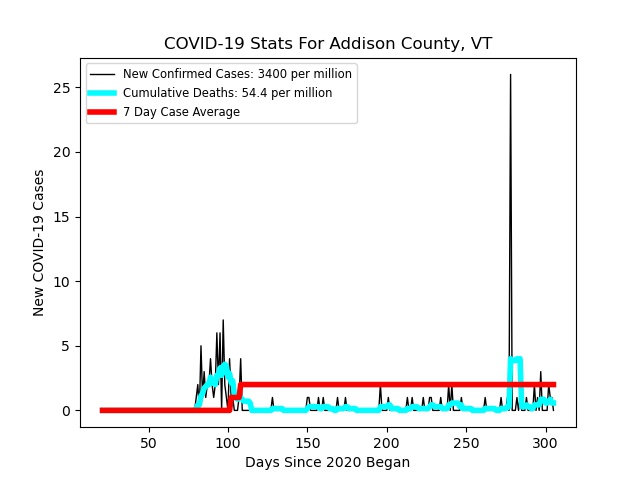 COVID-19 Stats For Addison County, VT
New Confirmed Cases: 3400 per million
Cumulative Deaths: 54.4 per million
7 Day Case Average
New COVID-19 Cases
25
20
15
10
5
0
50 100 150 200 250 300
Days Since 2020 Began